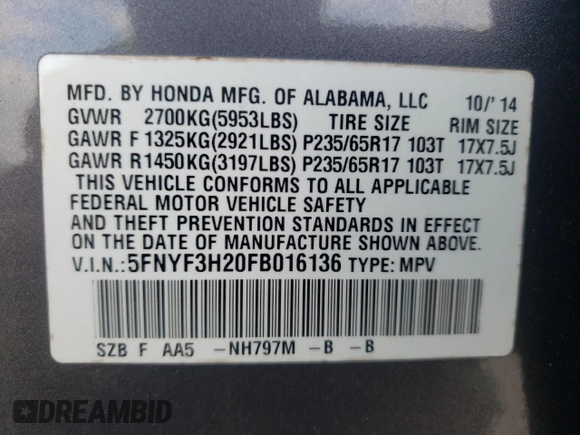 MFD. BY HONDA MFG. OF ALABAMA, LLC 10/'14
GVWR 2700KG(5953LBS) TIRE SIZE RIM SIZE
GAWR F 1325KG(2921LBS) P235/65R17 103T 17X7.5J
GAWR R1450KG(3197LBS) P235/65R17 103T 17X7.5J
THIS VEHICLE CONFORMS TO ALL APPLICABLE
FEDERAL MOTOR VEHICLE SAFETY
AND THEFT PREVENTION STANDARDS IN EFFECT
ON THE DATE OF MANUFACTURE SHOWN ABOVE.
V.I.N.:5FNYF3H20FB016136 TYPE: MPV
SZB F AA5 -NH797M -B -B
DREAMBID